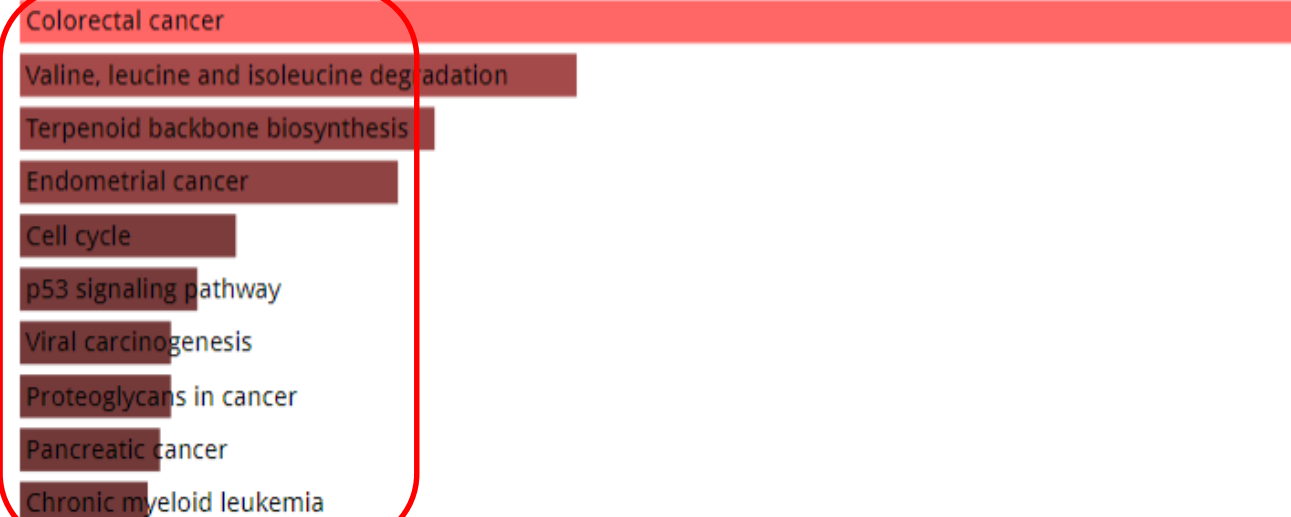 Colorectal cancer
Valine, leucine and isoleucine degradation
Terpenoid backbone biosynthesis
Endometrial cancer
Cell cycle
p53 signaling pathway
Viral carcinogenesis
Proteoglycans in cancer
Pancreatic cancer
Chronic myeloid leukemia